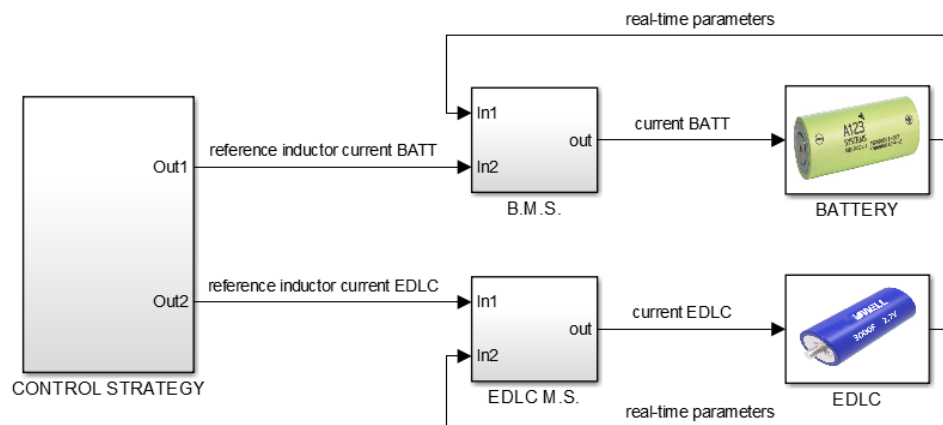 real-time parameters
In1
In2
out
B.M.S.
reference inductor current BATT
current BATT
A123
SYSTEMS
BATTERY
Out1
Out2
CONTROL STRATEGY
reference inductor current EDLC
In1
In2
out
EDLC M.S.
current EDLC
3000F 2.7V
EDLC
real-time parameters